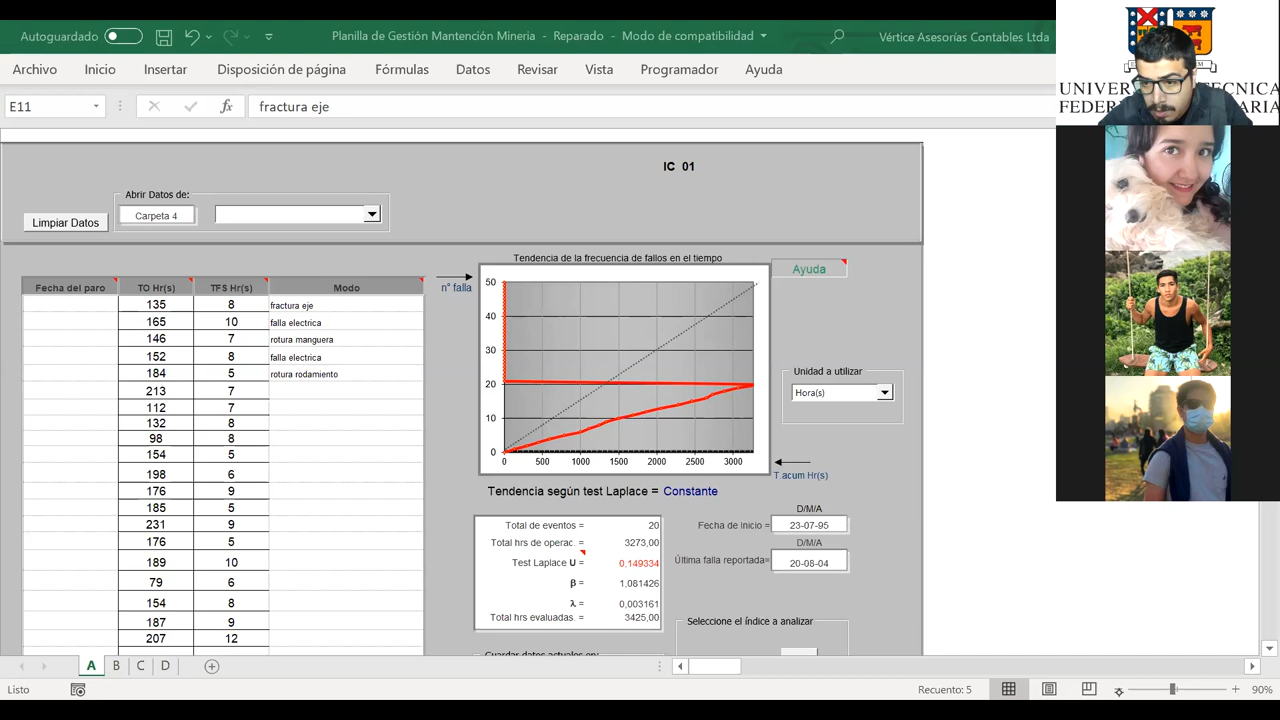 Autoguardado
Planilla de Gestión Mantención Mineria - Reparado - Modo de compatibilidad
Vértice Asesorías Contables Ltda
Archivo Inicio Insertar Disposición de página Fórmulas Datos Revisar Vista Programador Ayuda
E11 fx fractura eje
IC 01
Abrir Datos de:
Limpiar Datos
Carpeta 4
Fecha del paro TO Hr(s) TFS Hr(s) Modo
135 8 fractura eje
165 10 falla electrica
146 7 rotura manguera
152 8 falla electrica
184 5 rotura rodamiento
213 7
112 7
132 8
98 8
154 5
198 6
176 9
185 5
231 9
176 5
189 10
79 6
154 8
187 9
207 12
Tendencia de la frecuencia de fallos en el tiempo
n° falla
50
40
30
20
10
0
0 500 1000 1500 2000 2500 3000
T.acum Hr(s)
Ayuda
Unidad a utilizar
Hora(s)
Tendencia según test Laplace = Constante
Total de eventos = 20
Total hrs de operac. = 3273,00
Test Laplace U = 0,149334
β = 1,081426
λ = 0,003161
Total hrs evaluadas. = 3425,00
D/M/A
Fecha de Inicio = 23-07-95
D/M/A
Última falla reportada= 20-08-04
Seleccione el índice a analizar
Guardar datos actuales en:
A B C D
Listo
Recuento: 5
90%